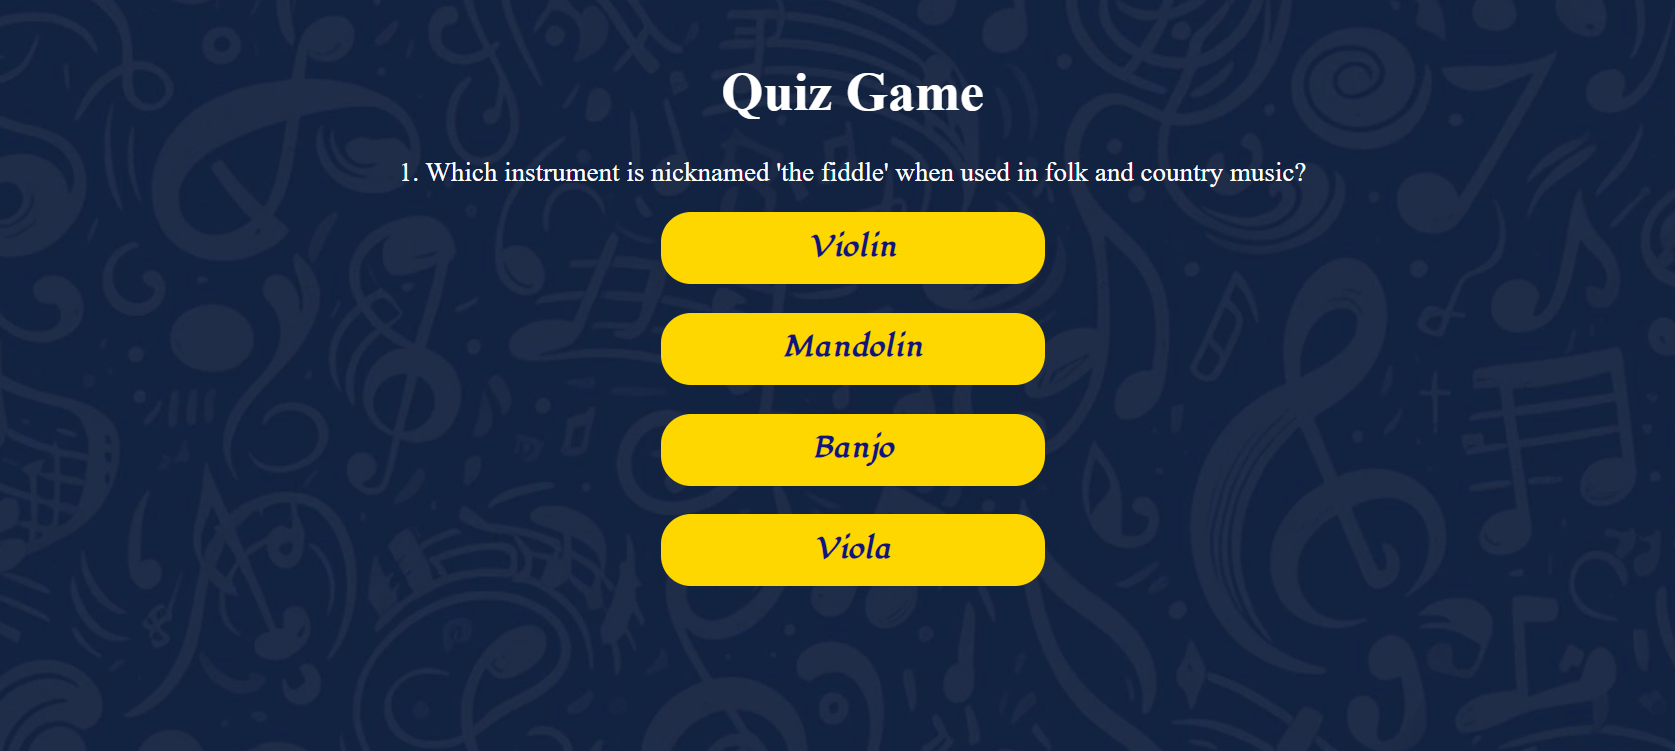 Quiz Game
1. Which instrument is nicknamed 'the fiddle' when used in folk and country music?
Violin
Mandolin
Banjo
Viola